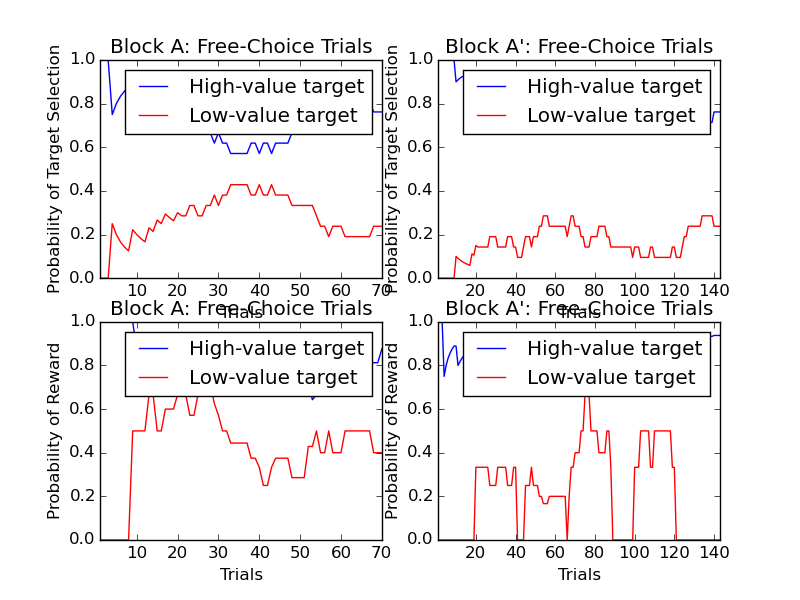 Block A: Free-Choice Trials
Probability of Target Selection
1.0
0.8
0.6
0.4
0.2
0.0
High-value target
Low-value target
10 20 30 40 50 60 70
Trials
Block A': Free-Choice Trials
Probability of Target Selection
1.0
0.8
0.6
0.4
0.2
0.0
High-value target
Low-value target
20 40 60 80 100 120 140
Trials
Block A: Free-Choice Trials
Probability of Reward
1.0
0.8
0.6
0.4
0.2
0.0
High-value target
Low-value target
10 20 30 40 50 60 70
Trials
Block A': Free-Choice Trials
Probability of Reward
1.0
0.8
0.6
0.4
0.2
0.0
High-value target
Low-value target
20 40 60 80 100 120 140
Trials